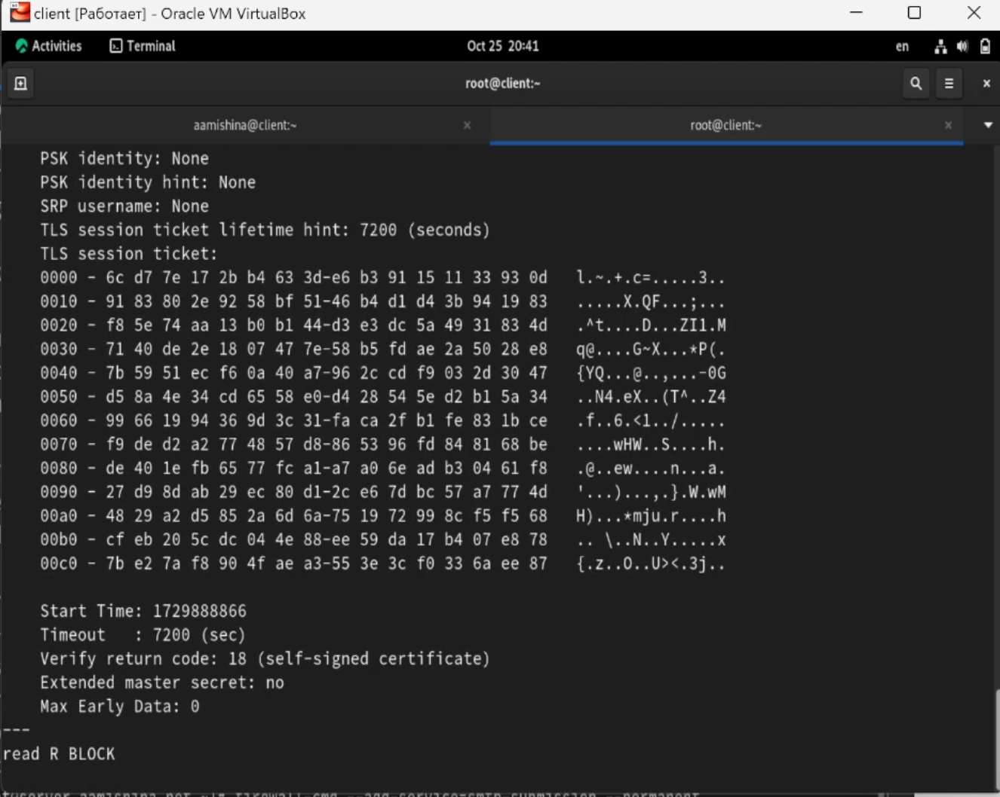 client [Работает] - Oracle VM VirtualBox
Activities Terminal Oct 25 20:41 en
root@client:~
aamishina@client:~ root@client:~
PSK identity: None
PSK identity hint: None
SRP username: None
TLS session ticket lifetime hint: 7200 (seconds)
TLS session ticket:
0000 - 6c d7 7e 17 2b b4 63 3d-e6 b3 91 15 11 33 93 0d l.~.+.c=.....3..
0010 - 91 83 80 2e 92 58 bf 51-46 b4 d1 d4 3b 94 19 83 .....X.QF...;...
0020 - f8 5e 74 aa 13 b0 b1 44-d3 e3 dc 5a 49 31 83 4d .^t....D...ZI1.M
0030 - 71 40 de 2e 18 07 47 7e-58 b5 fd ae 2a 50 28 e8 q@....G~X...*P(.
0040 - 7b 59 51 ec f6 0a 40 a7-96 2c cd f9 03 2d 30 47 {YQ...@..,...-0G
0050 - d5 8a 4e 34 cd 65 58 e0-d4 28 54 5e d2 b1 5a 34 ..N4.eX..(T^..Z4
0060 - 99 66 19 94 36 9d 3c 31-fa ca 2f b1 fe 83 1b ce .f..6.<1../.....
0070 - f9 de d2 a2 77 48 57 d8-86 53 96 fd 84 81 68 be ....wHW..S....h.
0080 - de 40 1e fb 65 77 fc a1-a7 a0 6e ad b3 04 61 f8 .@..ew....n...a.
0090 - 27 d9 8d ab 29 ec 80 d1-2c e6 7d bc 57 a7 77 4d '...)...,.}.W.wM
00a0 - 48 29 a2 d5 85 2a 6d 6a-75 19 72 99 8c f5 f5 68 H)...*mju.r....h
00b0 - cf eb 20 5c dc 04 4e 88-ee 59 da 17 b4 07 e8 78 .. \..N..Y.....x
00c0 - 7b e2 7a f8 90 4f ae a3-55 3e 3c f0 33 6a ee 87 {.z..O..U><.3j..
Start Time: 1729888866
Timeout : 7200 (sec)
Verify return code: 18 (self-signed certificate)
Extended master secret: no
Max Early Data: 0
---
read R BLOCK